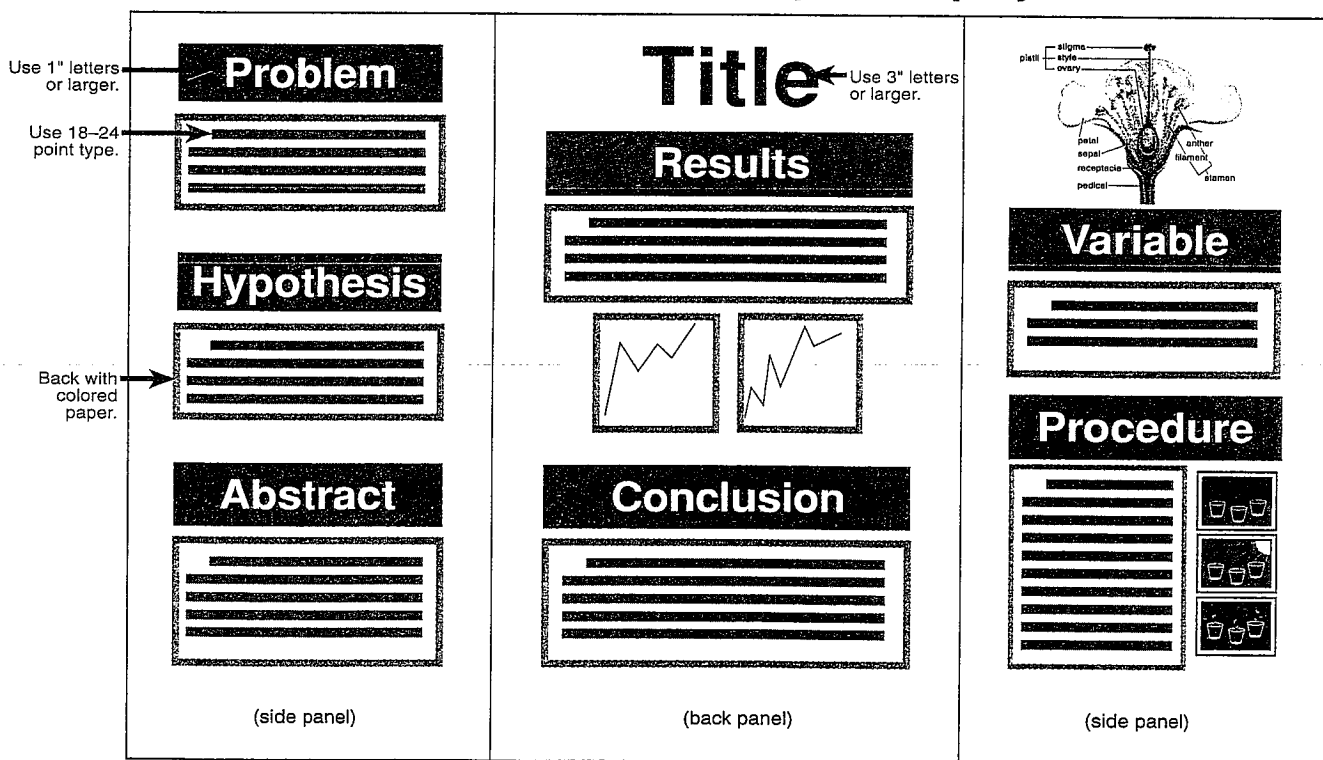 Use 1" letters
or larger.
Problem
Use 18–24
point type.
Hypothesis
Back with
colored
paper.
Abstract
(side panel)
Title
Use 3" letters
or larger.
Results
Conclusion
(back panel)
pistil
stigma
style
ovary
petal
sepal
receptacle
pedical
anther
filament
stamen
Variable
Procedure
(side panel)